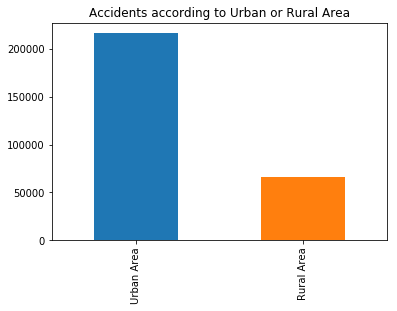 Accidents according to Urban or Rural Area
200000
150000
100000
50000
0
Urban Area
Rural Area